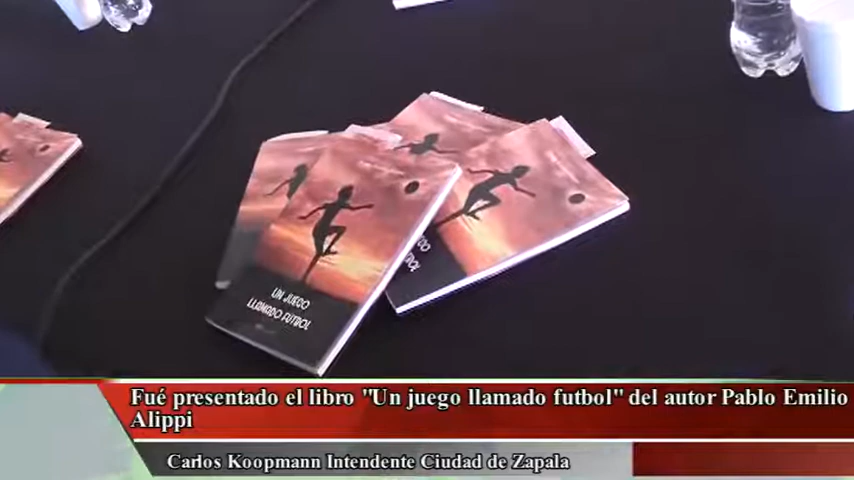 UN JUEGO
LLAMADO FUTBOL
Fué presentado el libro "Un juego llamado futbol" del autor Pablo Emilio
Alippi
Carlos Koopmann Intendente Ciudad de Zapala